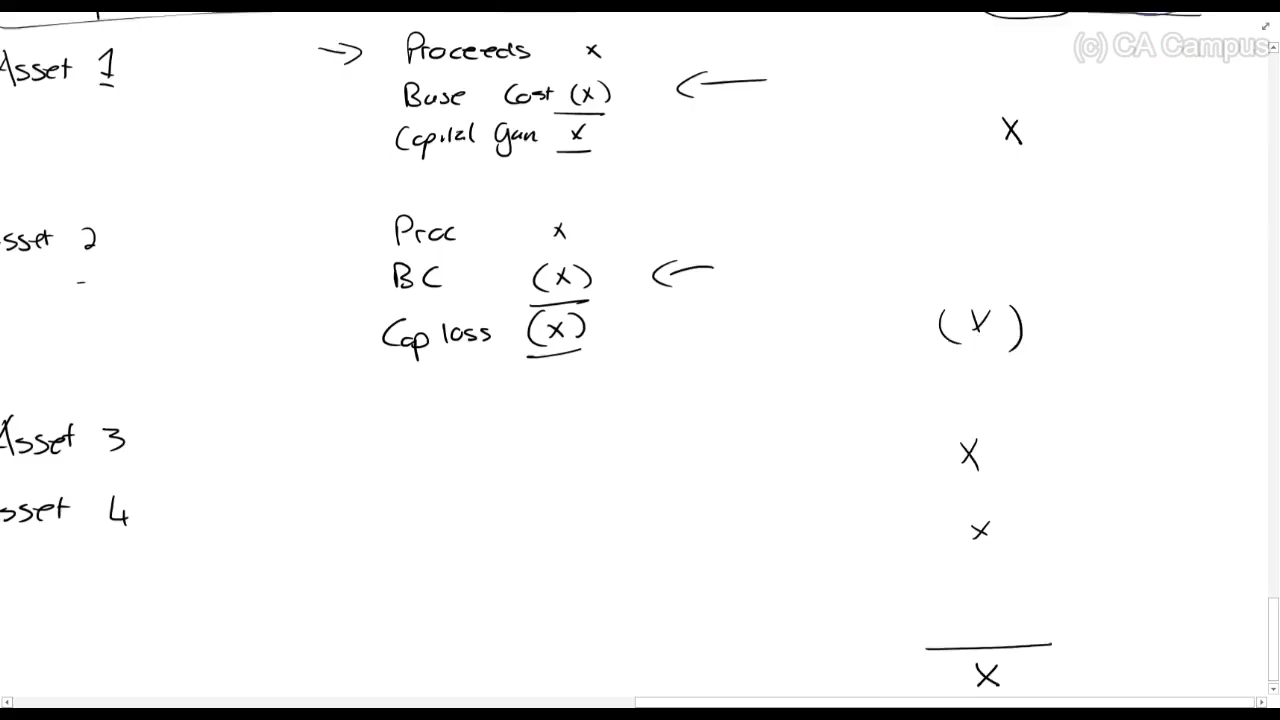 (c) CA Campus
Asset 1
→ Proceeds x
Base Cost (x) ←
Capital Gain x
X
Asset 2
Proc x
BC (x) ←
Cap loss (x)
(x)
Asset 3
X
Asset 4
x
X